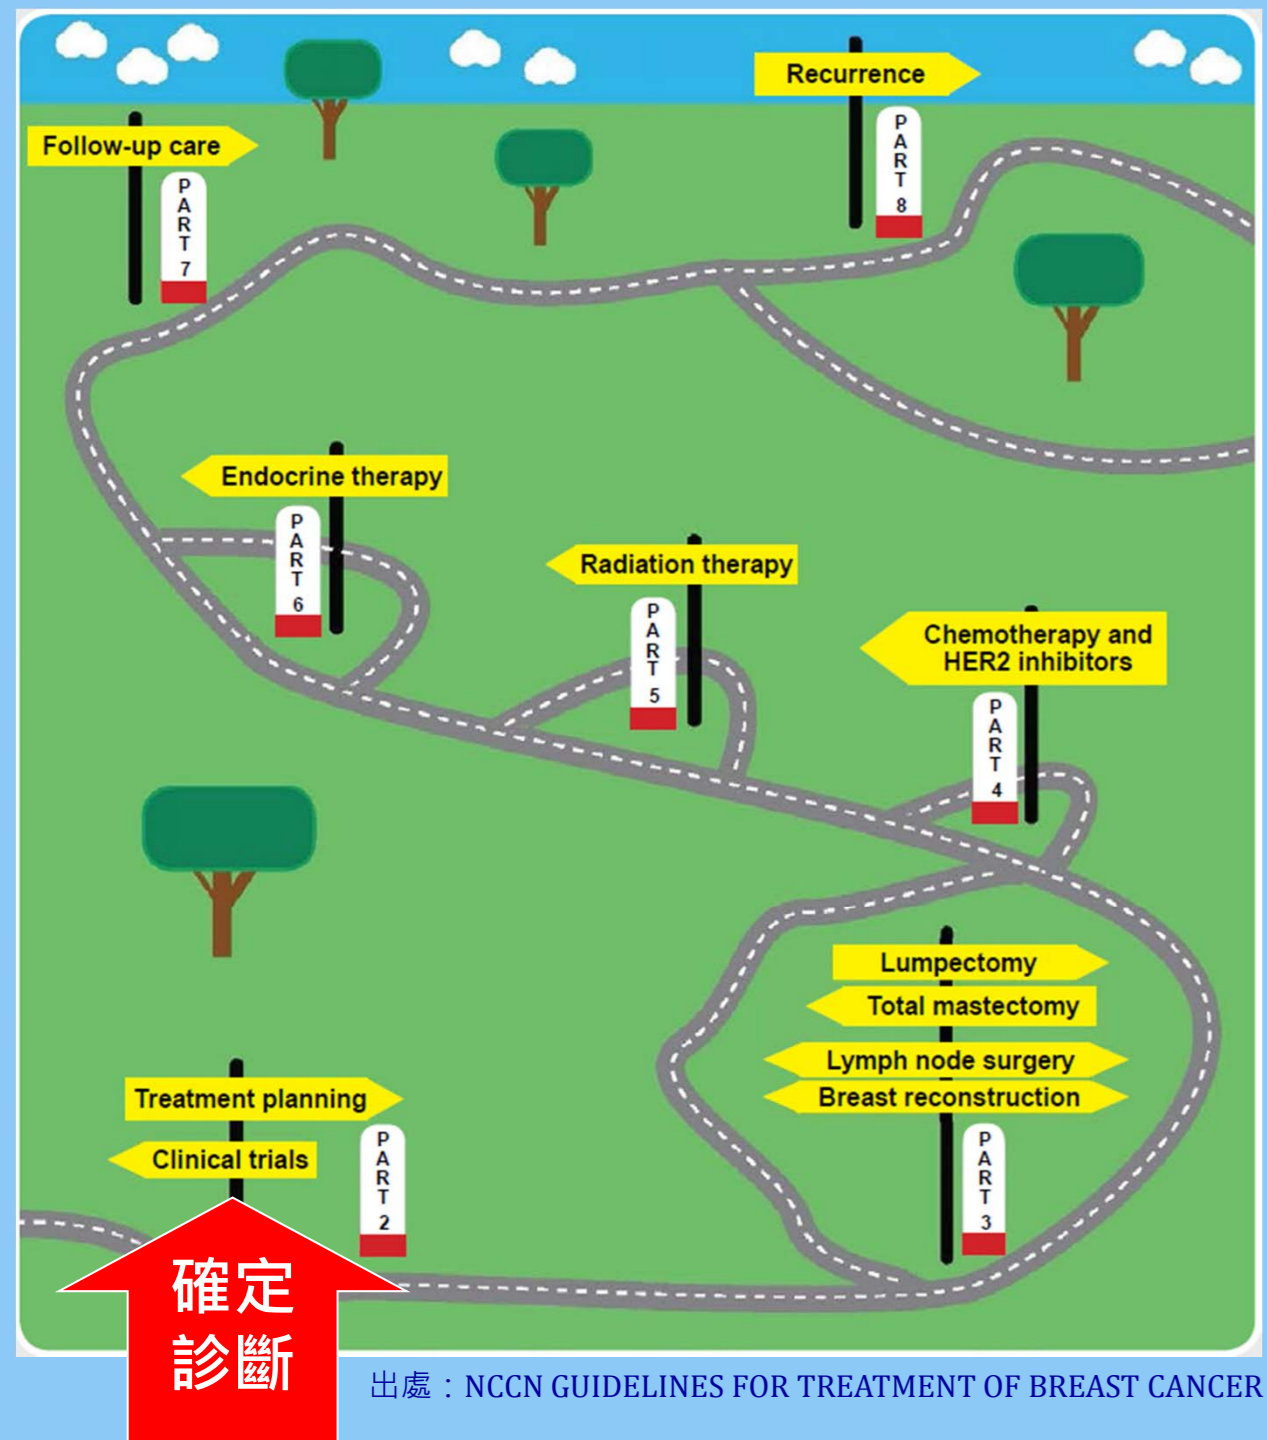 Recurrence
PART 8
Follow-up care
PART 7
Endocrine therapy
PART 6
Radiation therapy
PART 5
Chemotherapy and
HER2 inhibitors
PART 4
Lumpectomy
Total mastectomy
Lymph node surgery
Breast reconstruction
PART 3
Treatment planning
Clinical trials
PART 2
確定
診斷
出處：NCCN GUIDELINES FOR TREATMENT OF BREAST CANCER